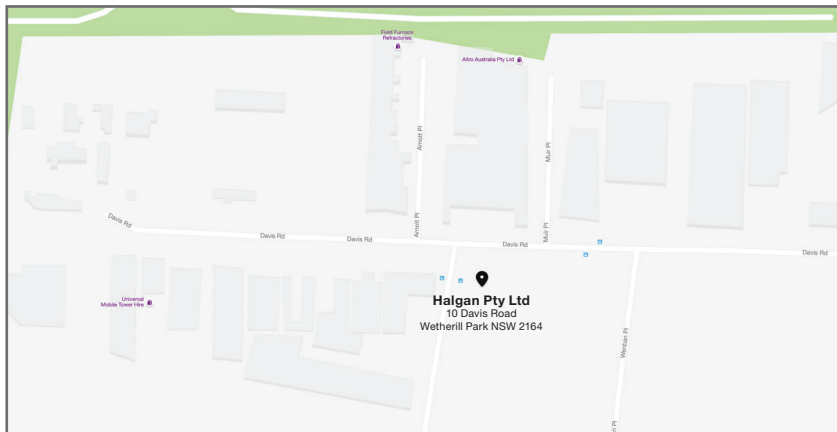 Field Furnace
Refractories
Altro Australia Pty Ltd
Arnott Pl
Muir Pl
Davis Rd
Arnott Pl
Muir Pl
Davis Rd
Davis Rd
Davis Rd
Davis Rd
Halgan Pty Ltd
10 Davis Road
Wetherill Park NSW 2164
Universal
Mobile Tower Hire
Wenban Pl
n Pl